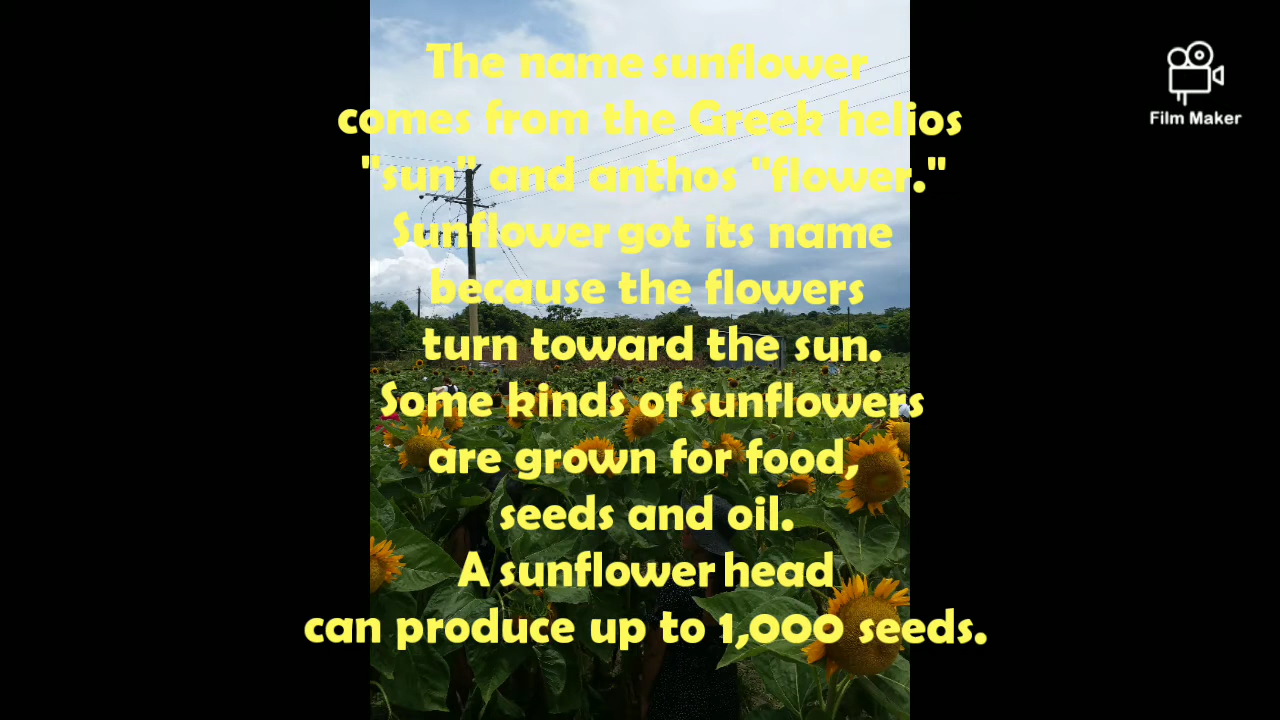 The name sunflower
comes from the Greek helios
"sun" and anthos "flower."
Sunflower got its name
because the flowers
turn toward the sun.
Some kinds of sunflowers
are grown for food,
seeds and oil.
A sunflower head
can produce up to 1,000 seeds.
Film Maker